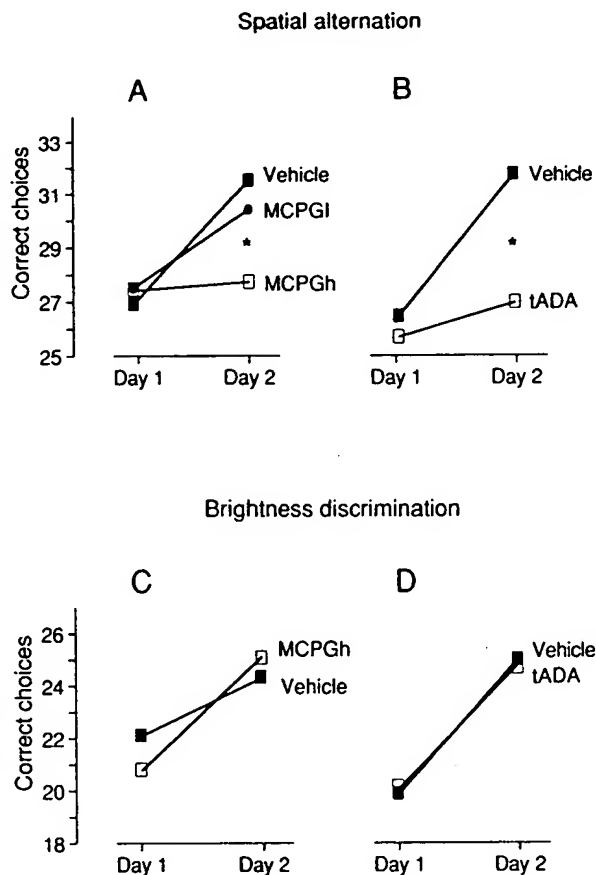 Spatial alternation
A
B
Correct choices
33
31
29
27
25
Vehicle
MCPGl
*
MCPGh
Vehicle
*
tADA
Day 1
Day 2
Day 1
Day 2
Brightness discrimination
C
D
Correct choices
26
24
22
20
18
MCPGh
Vehicle
Vehicle
tADA
Day 1
Day 2
Day 1
Day 2